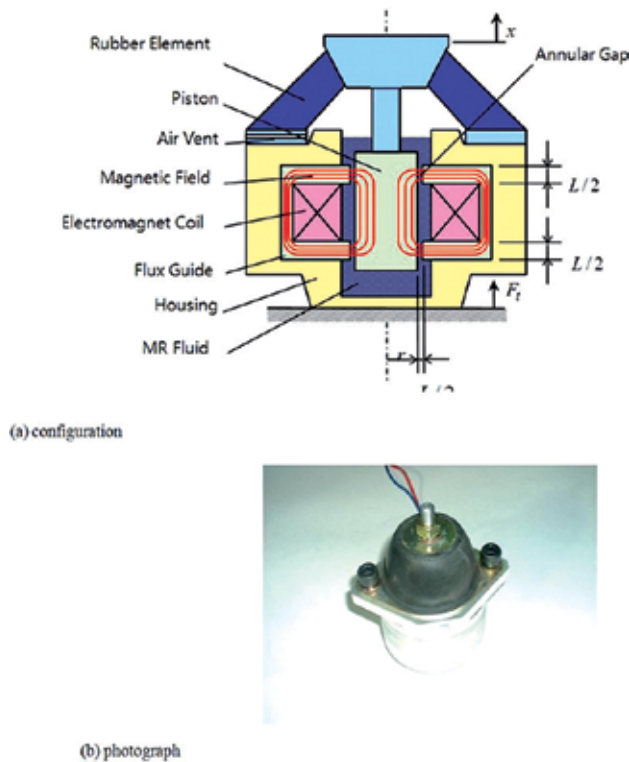 x
Rubber Element
Annular Gap
Piston
Air Vent
Magnetic Field
L/2
Electromagnet Coil
Flux Guide
L/2
Housing
F_t
MR Fluid
r
L/2
(a) configuration
(b) photograph